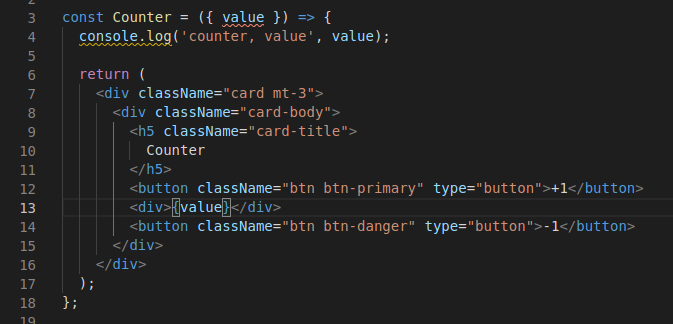 3 const Counter = ({ value }) => {
4 console.log('counter, value', value);
5
6 return (
7 <div className="card mt-3">
8 <div className="card-body">
9 <h5 className="card-title">
10 Counter
11 </h5>
12 <button className="btn btn-primary" type="button">+1</button>
13 <div>{value}</div>
14 <button className="btn btn-danger" type="button">-1</button>
15 </div>
16 </div>
17 );
18 };